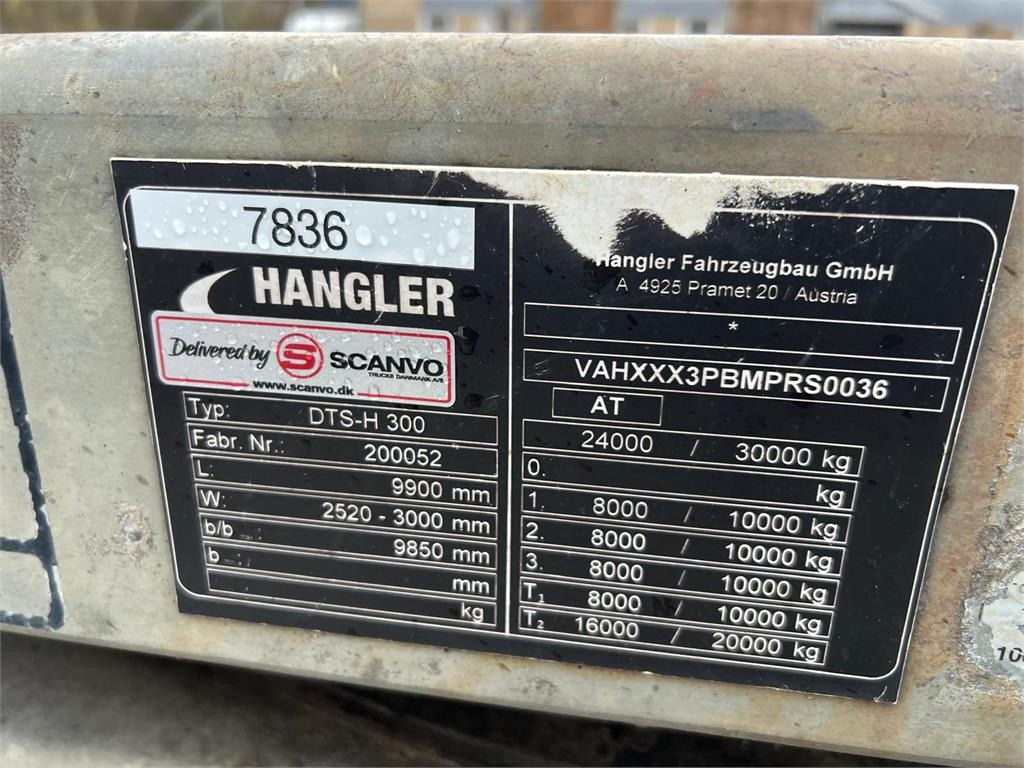 7836
HANGLER
Delivered by SCANVO
TRUCKS DANMARK A/S
www.scanvo.dk
Typ: DTS-H 300
Fabr. Nr.: 200052
L: 9900 mm
W: 2520 - 3000 mm
b/b : 9850 mm
b : mm
kg
Hangler Fahrzeugbau GmbH
A 4925 Pramet 20 / Austria
*
VAHXXX3PBMPRS0036
AT
24000 / 30000 kg
0. kg
1. 8000 / 10000 kg
2. 8000 / 10000 kg
3. 8000 / 10000 kg
T₁ 8000 / 10000 kg
T₂ 16000 / 20000 kg